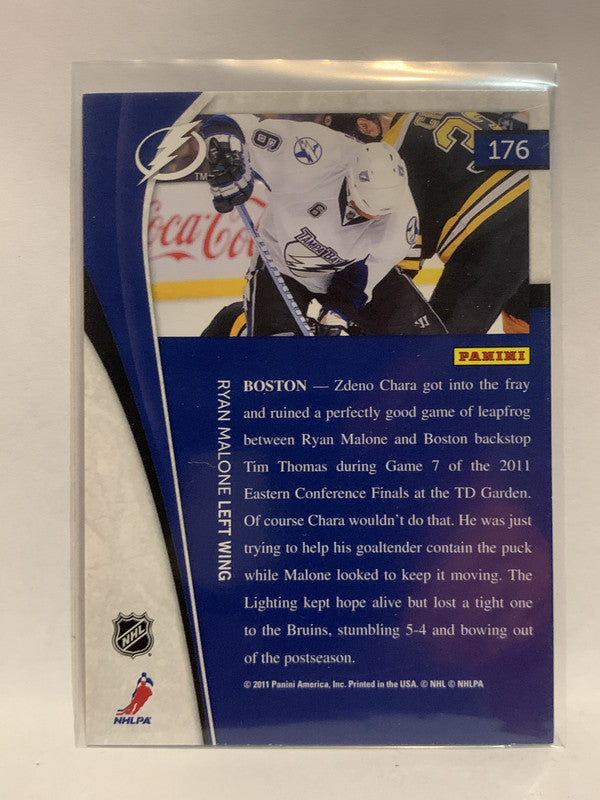 176
6
6
TAMPA BAY
Coca-Cola
TM
PANINI
RYAN MALONE LEFT WING
BOSTON — Zdeno Chara got into the fray
and ruined a perfectly good game of leapfrog
between Ryan Malone and Boston backstop
Tim Thomas during Game 7 of the 2011
Eastern Conference Finals at the TD Garden.
Of course Chara wouldn't do that. He was just
trying to help his goaltender contain the puck
while Malone looked to keep it moving. The
Lighting kept hope alive but lost a tight one
to the Bruins, stumbling 5-4 and bowing out
of the postseason.
© 2011 Panini America, Inc. Printed in the USA. © NHL © NHLPA
NHL
NHLPA